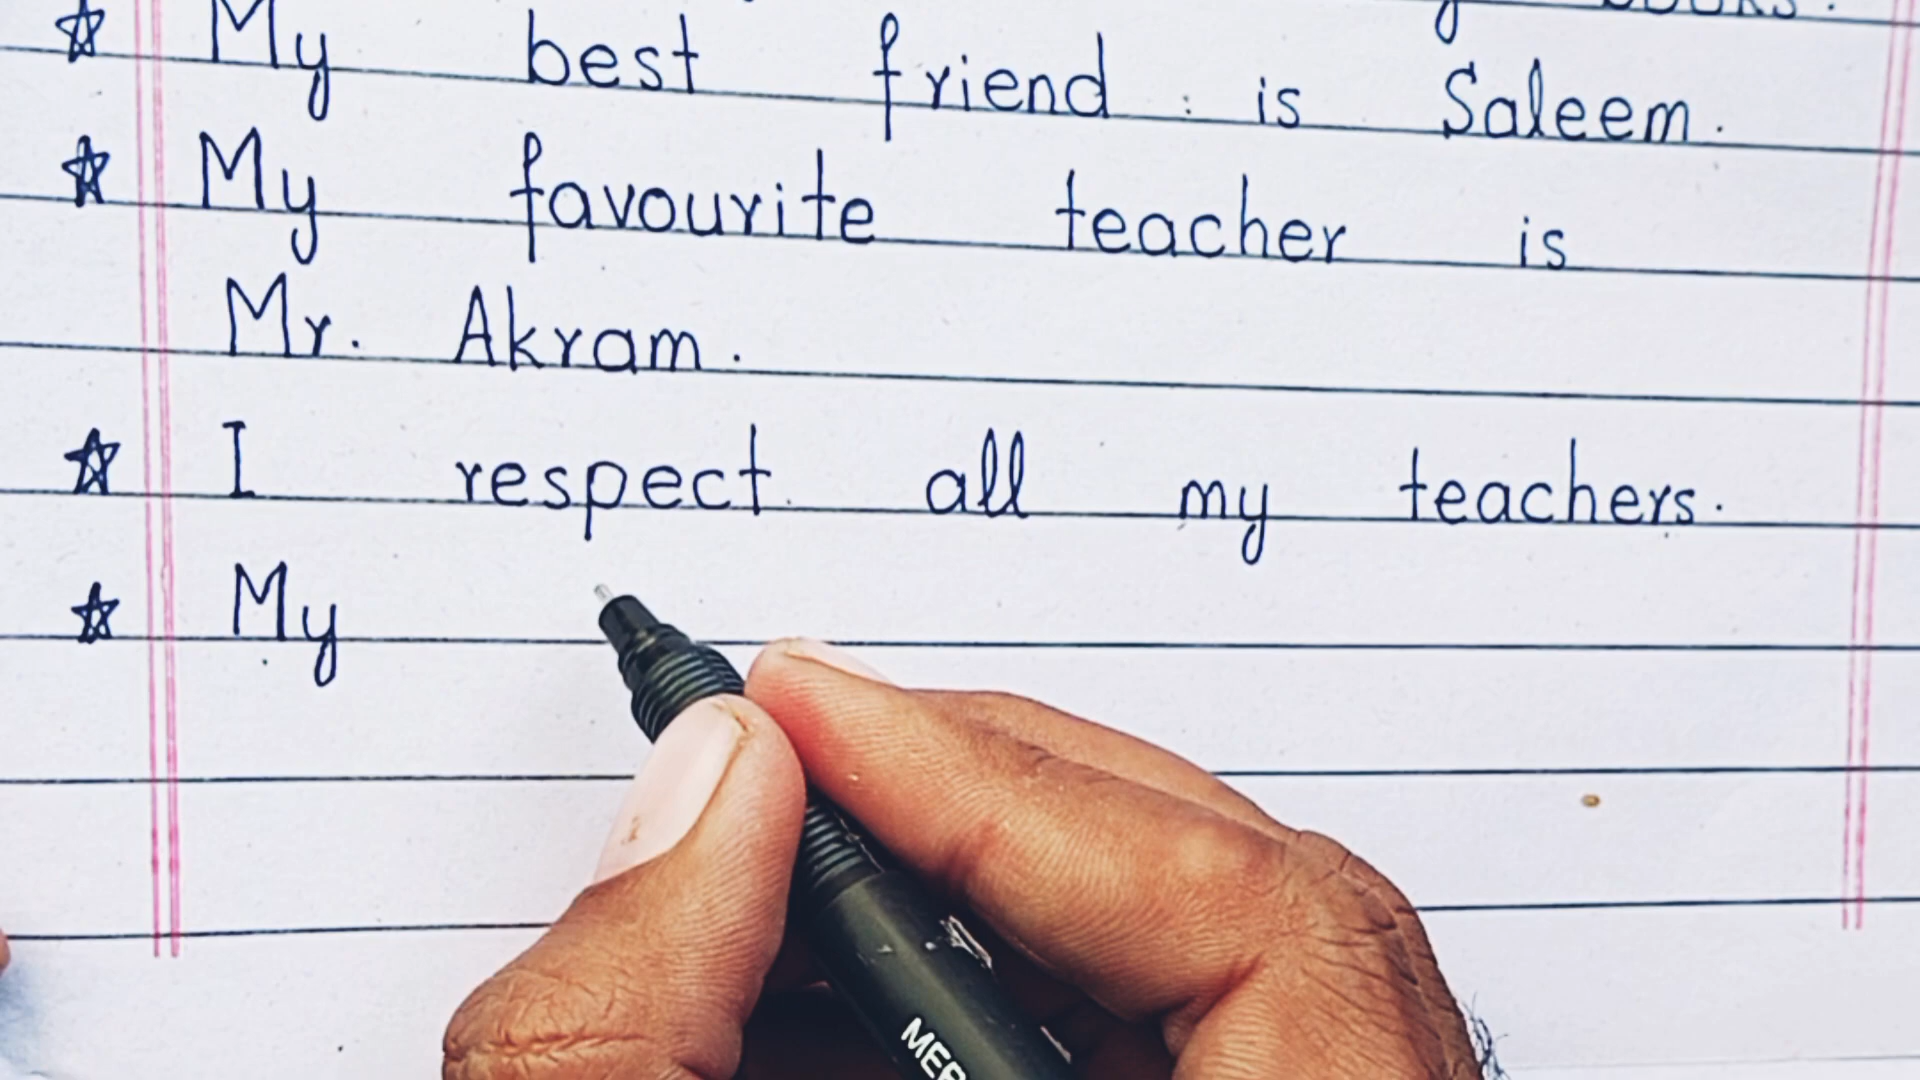 ☆ My best friend is Saleem.
☆ My favourite teacher is
Mr. Akram.
☆ I respect all my teachers.
☆ My